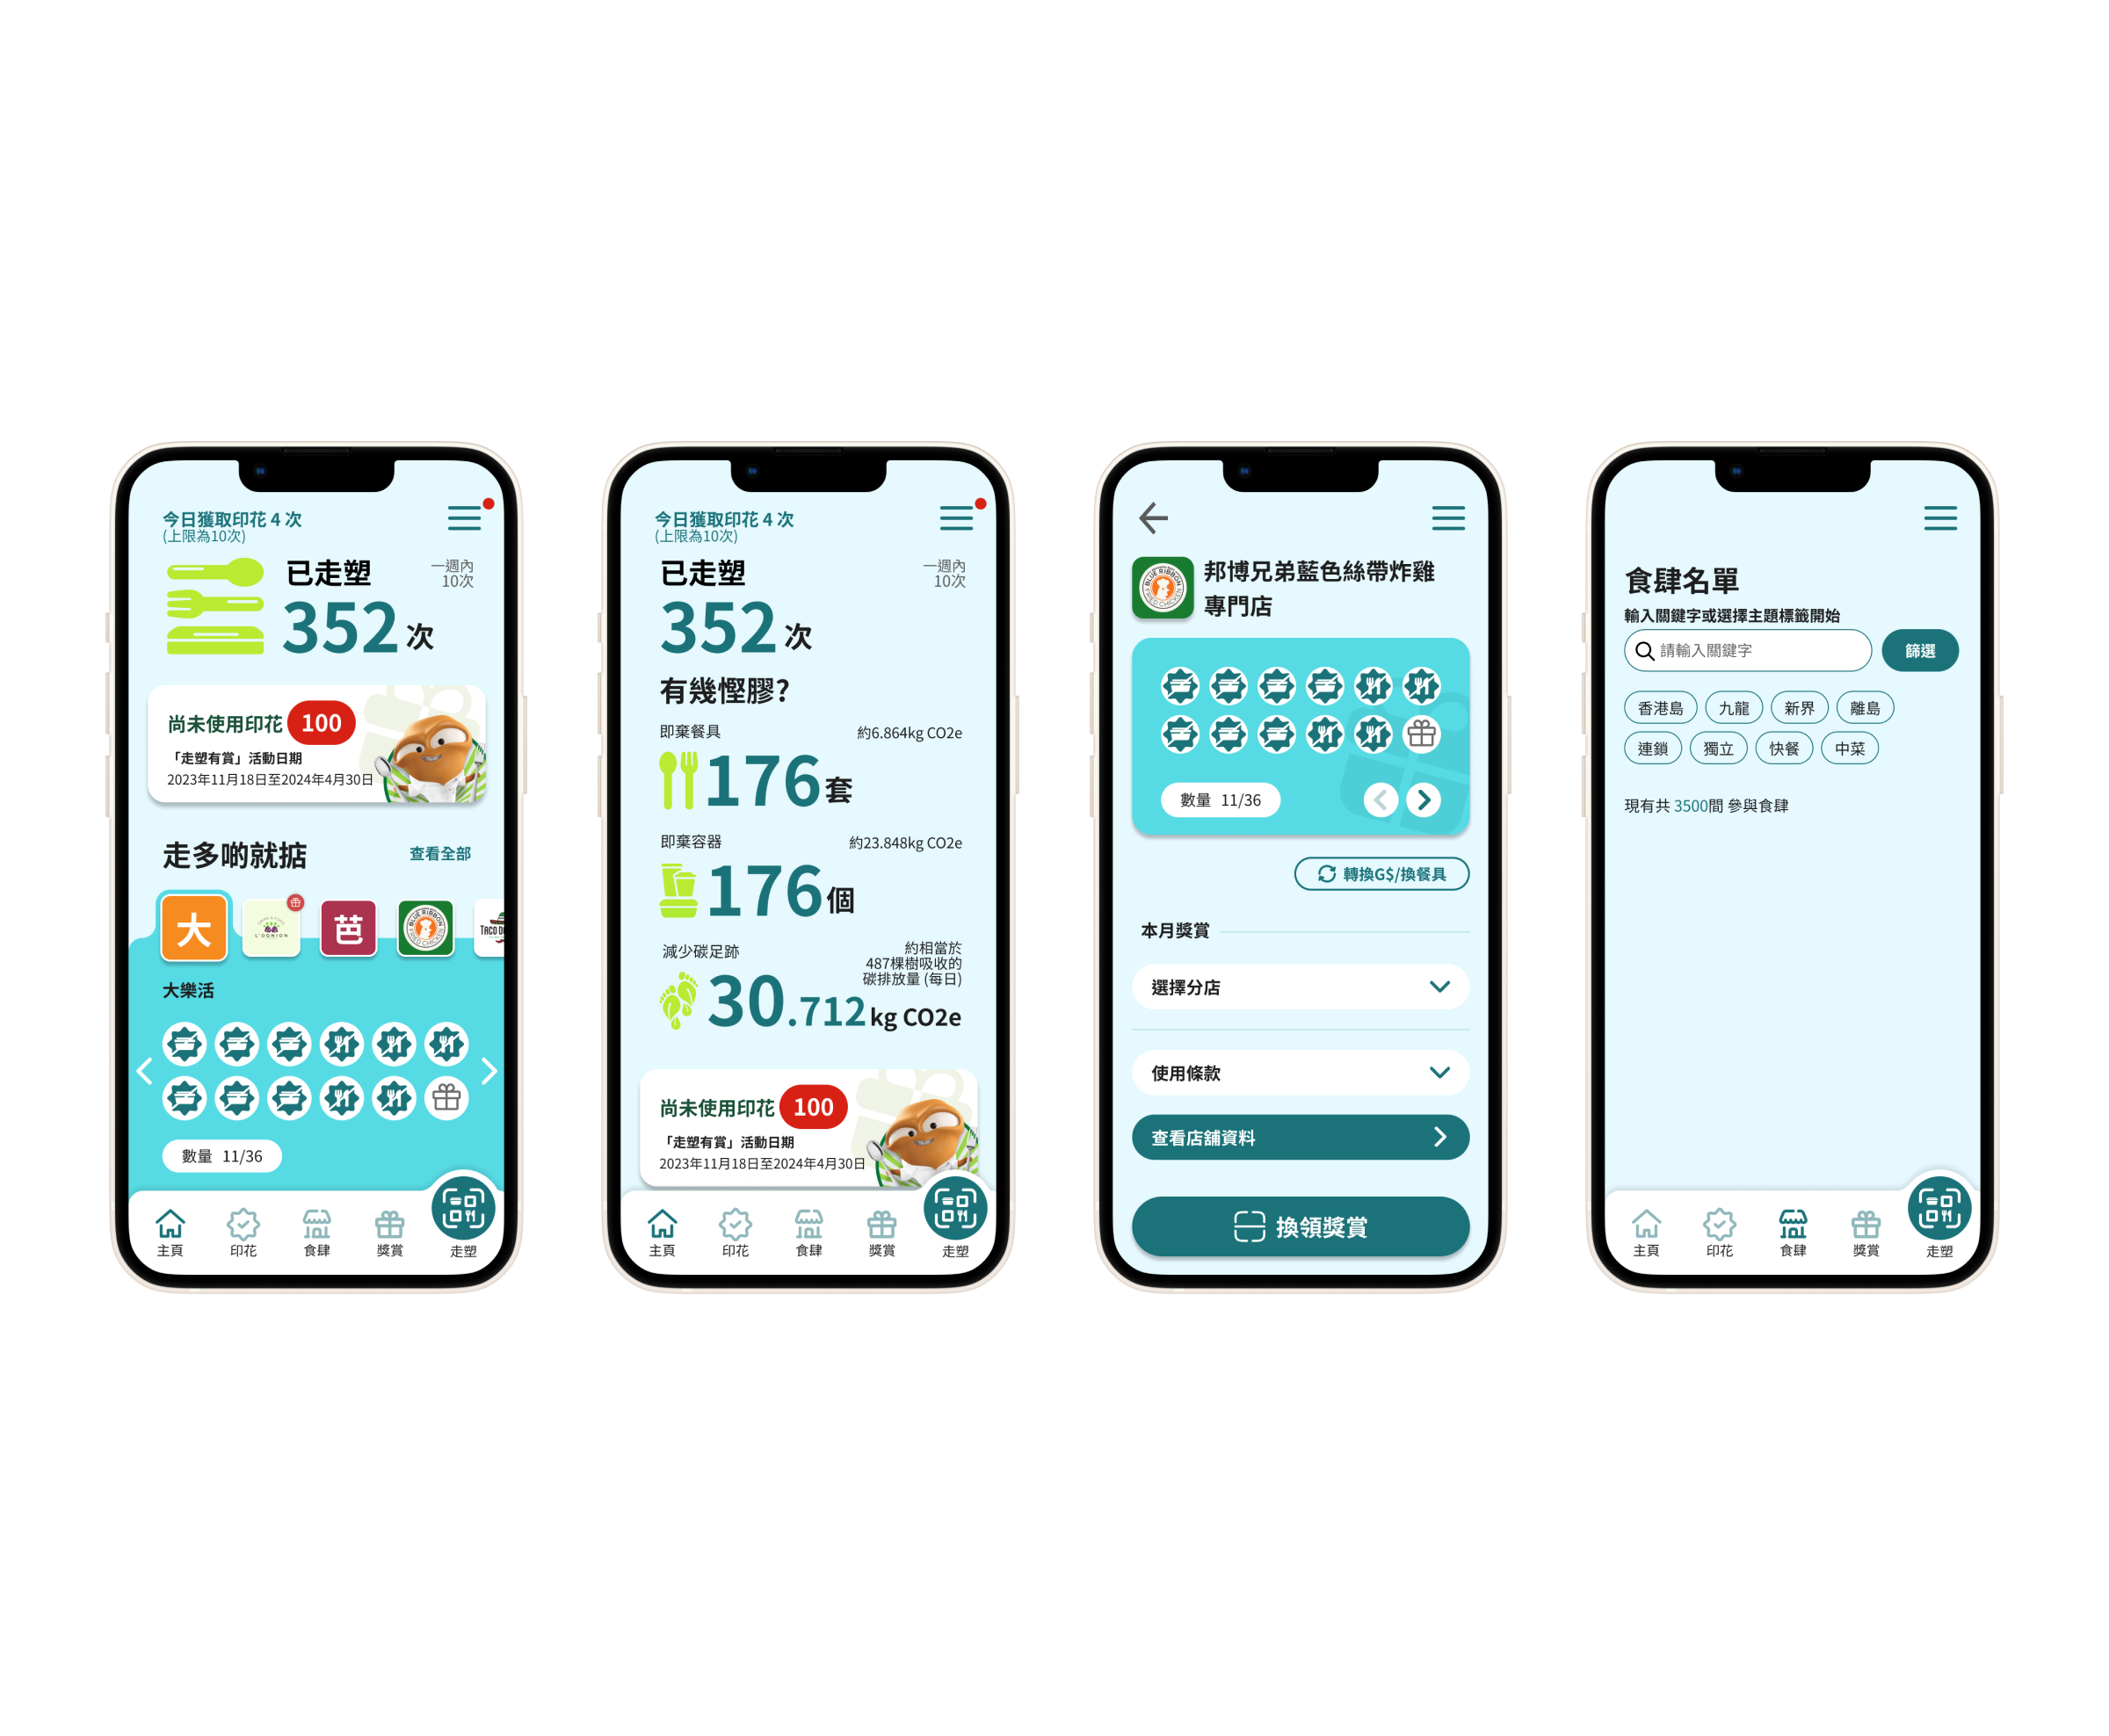 今日獲取印花 4 次
(上限為10次)
已走塑
352 次
一週內
10次
尚未使用印花 100
「走塑有賞」活動日期
2023年11月18日至2024年4月30日
走多啲就掂
查看全部
大
L'OGNION
芭
BLUE RIBBON
FRIED CHICKEN
大樂活
數量 11/36
主頁
印花
食肆
獎賞
走塑
今日獲取印花 4 次
(上限為10次)
已走塑
352 次
一週內
10次
有幾慳膠?
即棄餐具
約6.864kg CO2e
176 套
即棄容器
約23.848kg CO2e
176 個
減少碳足跡
約相當於
487棵樹吸收的
碳排放量 (每日)
30.712 kg CO2e
尚未使用印花 100
「走塑有賞」活動日期
2023年11月18日至2024年4月30日
主頁
印花
食肆
獎賞
走塑
BLUE RIBBON
FRIED CHICKEN
邦博兄弟藍色絲帶炸雞
專門店
數量 11/36
轉換G$/換餐具
本月獎賞
選擇分店
使用條款
查看店舖資料
換領獎賞
食肆名單
輸入關鍵字或選擇主題標籤開始
請輸入關鍵字
篩選
香港島
九龍
新界
離島
連鎖
獨立
快餐
中菜
現有共 3500間 參與食肆
主頁
印花
食肆
獎賞
走塑